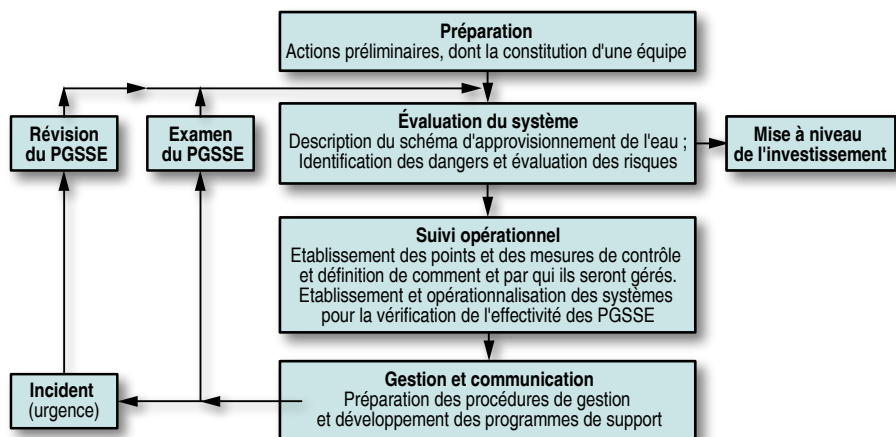 Préparation
Actions préliminaires, dont la constitution d'une équipe
Révision
du PGSSE
Examen
du PGSSE
Évaluation du système
Description du schéma d'approvisionnement de l'eau ;
Identification des dangers et évaluation des risques
Mise à niveau
de l'investissement
Suivi opérationnel
Etablissement des points et des mesures de contrôle
et définition de comment et par qui ils seront gérés.
Etablissement et opérationnalisation des systèmes
pour la vérification de l'effectivité des PGSSE
Incident
(urgence)
Gestion et communication
Préparation des procédures de gestion
et développement des programmes de support